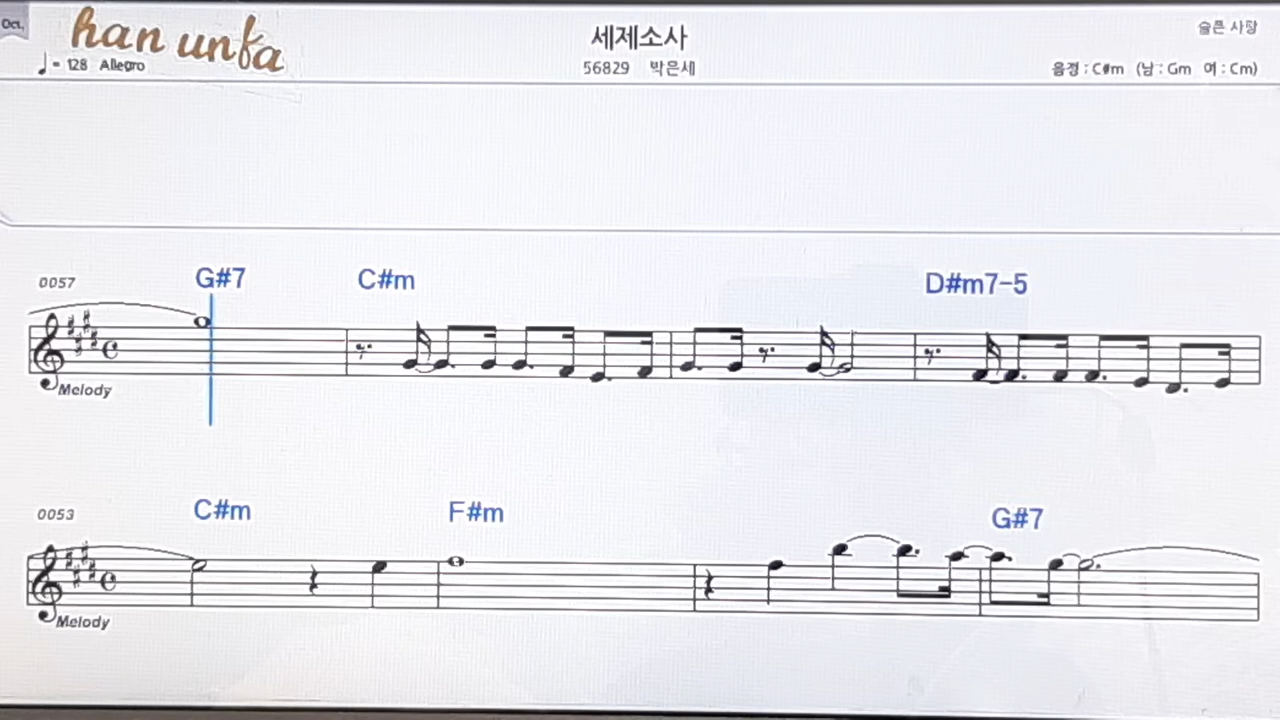 Oct.
han unfa
세제소사
슬픈 사랑
♩= 128 Allegro
56829 박은세
음정 : C#m (남 : Gm 여 : Cm)
0057
G#7 C#m D#m7-5
Melody
0053
C#m F#m G#7
Melody